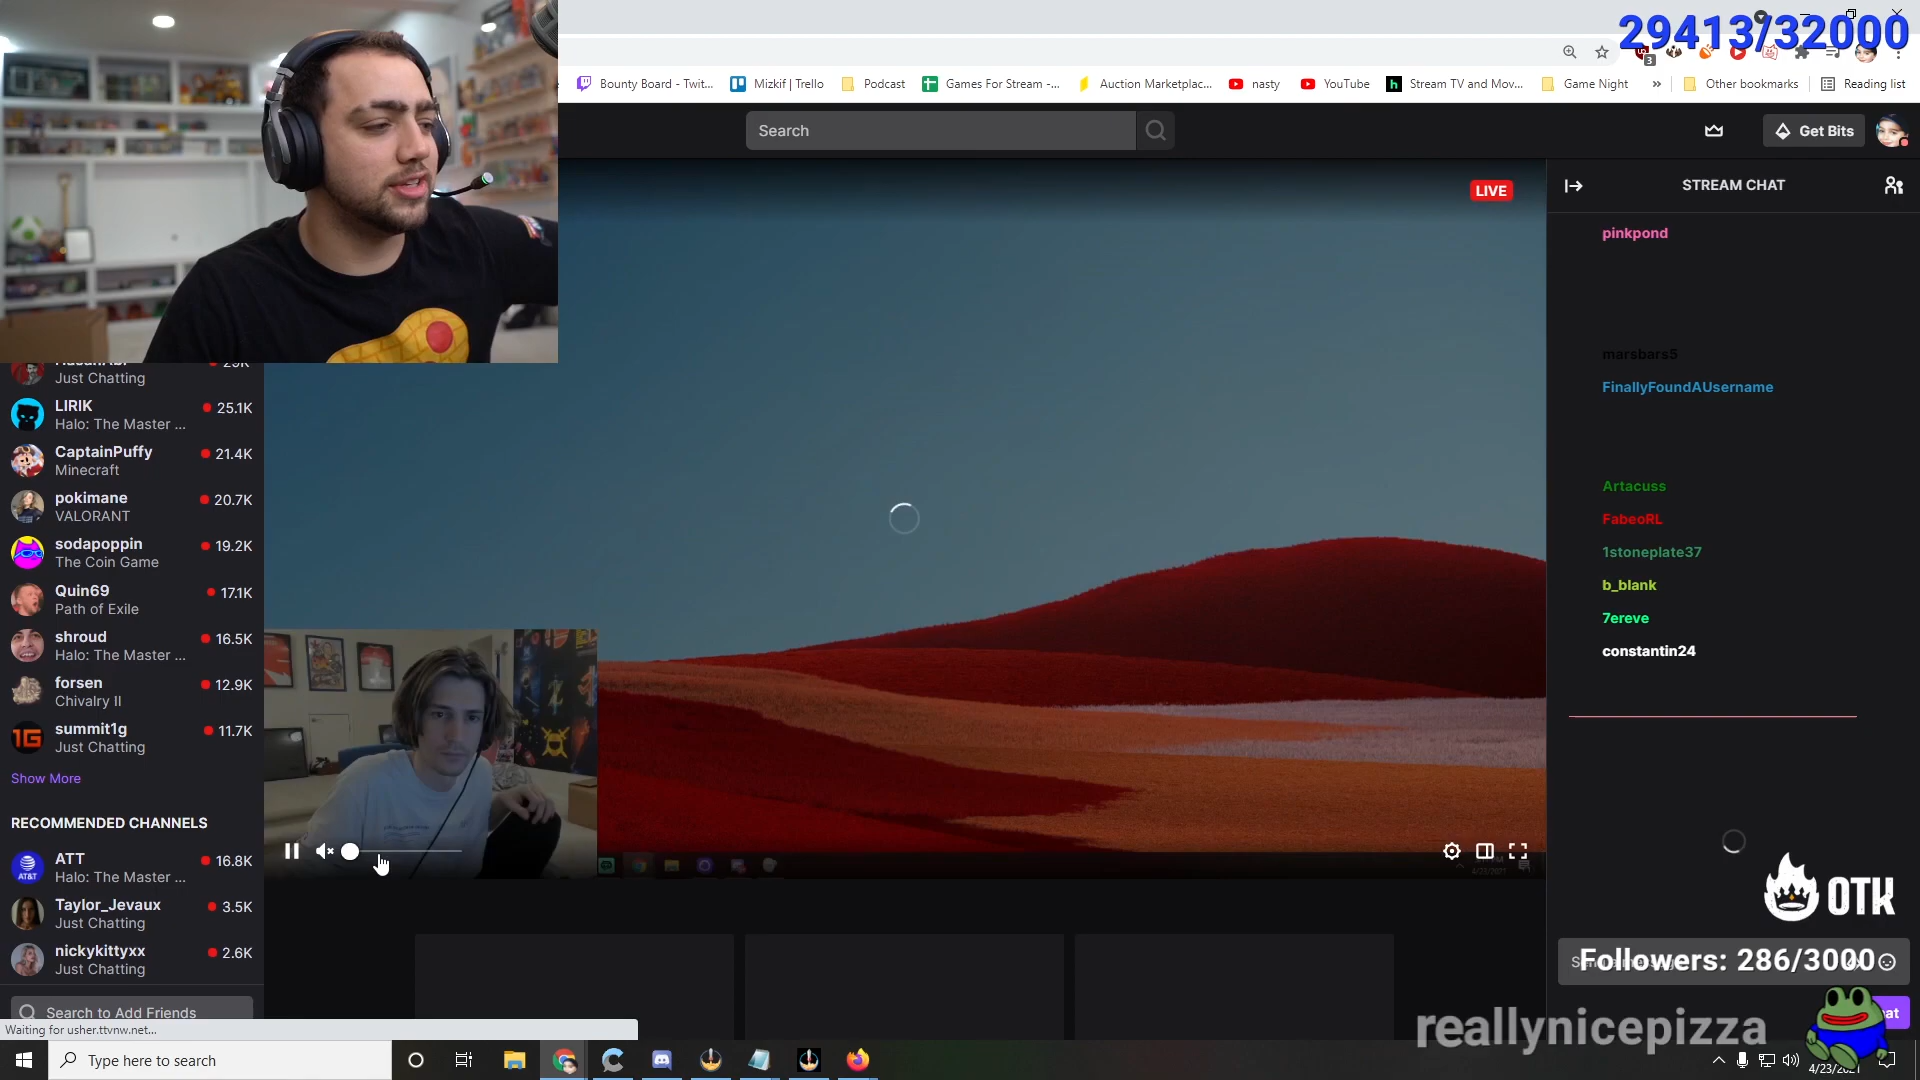 29413/32000
3
Bounty Board - Twit...
Mizkif | Trello
Podcast
Games For Stream -...
Auction Marketplac...
nasty
YouTube
Stream TV and Mov...
Game Night
»
Other bookmarks
Reading list
Search
Get Bits
LIVE
STREAM CHAT
pinkpond
marsbars5
FinallyFoundAUsername
Artacuss
FabeoRL
1stoneplate37
b_blank
7ereve
constantin24
29K
Just Chatting
LIRIK
25.1K
Halo: The Master ...
CaptainPuffy
21.4K
Minecraft
pokimane
20.7K
VALORANT
sodapoppin
19.2K
The Coin Game
Quin69
17.1K
Path of Exile
shroud
16.5K
Halo: The Master ...
forsen
12.9K
Chivalry II
summit1g
11.7K
Just Chatting
Show More
RECOMMENDED CHANNELS
ATT
16.8K
Halo: The Master ...
Taylor_Jevaux
3.5K
Just Chatting
nickykittyxx
2.6K
Just Chatting
Search to Add Friends
Waiting for usher.ttvnw.net...
OTK
Followers: 286/3000
reallynicepizza
Type here to search
4/23/2021